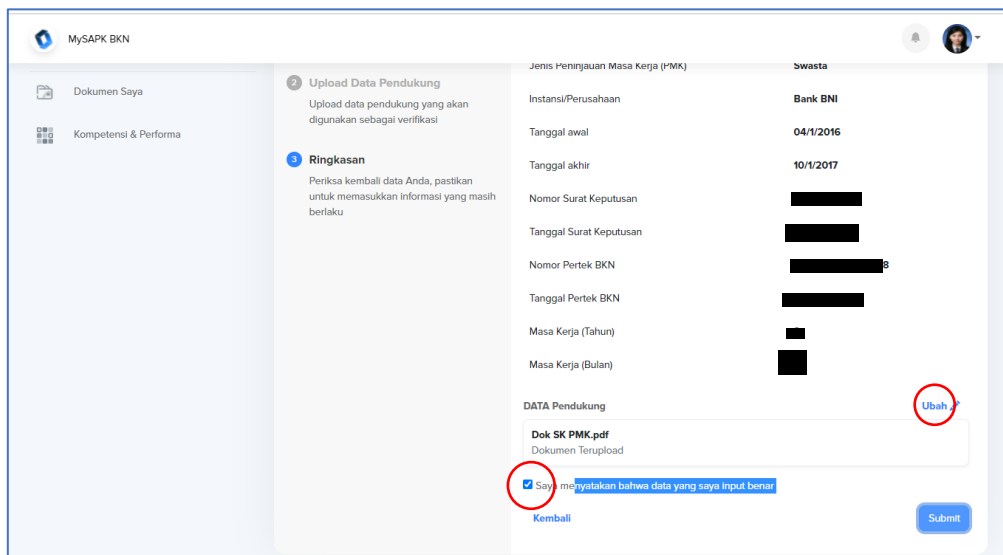 MySAPK BKN
Dokumen Saya
Kompetensi & Performa
2 Upload Data Pendukung
Upload data pendukung yang akan
digunakan sebagai verifikasi
3 Ringkasan
Periksa kembali data Anda, pastikan
untuk memasukkan informasi yang masih
berlaku
Jenis Peninjauan Masa Kerja (PMK) Swasta
Instansi/Perusahaan Bank BNI
Tanggal awal 04/1/2016
Tanggal akhir 10/1/2017
Nomor Surat Keputusan
Tanggal Surat Keputusan
Nomor Pertek BKN 8
Tanggal Pertek BKN
Masa Kerja (Tahun)
Masa Kerja (Bulan)
DATA Pendukung Ubah
Dok SK PMK.pdf
Dokumen Terupload
Saya menyatakan bahwa data yang saya input benar
Kembali Submit